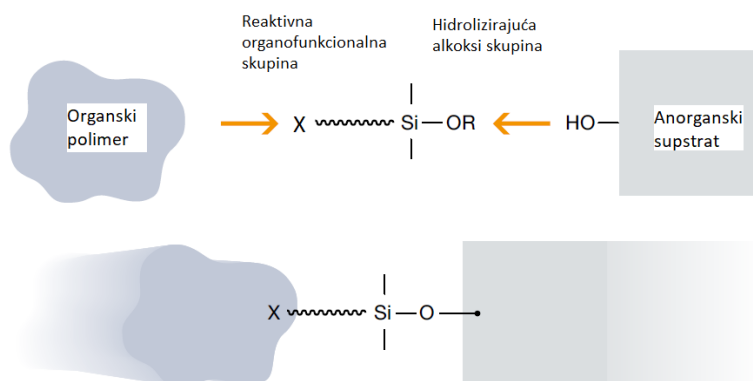 Reaktivna
organofunkcionalna
skupina
Hidrolizirajuća
alkoksi skupina
Organski
polimer
X
Si
OR
HO
Anorganski
supstrat
X
Si
O